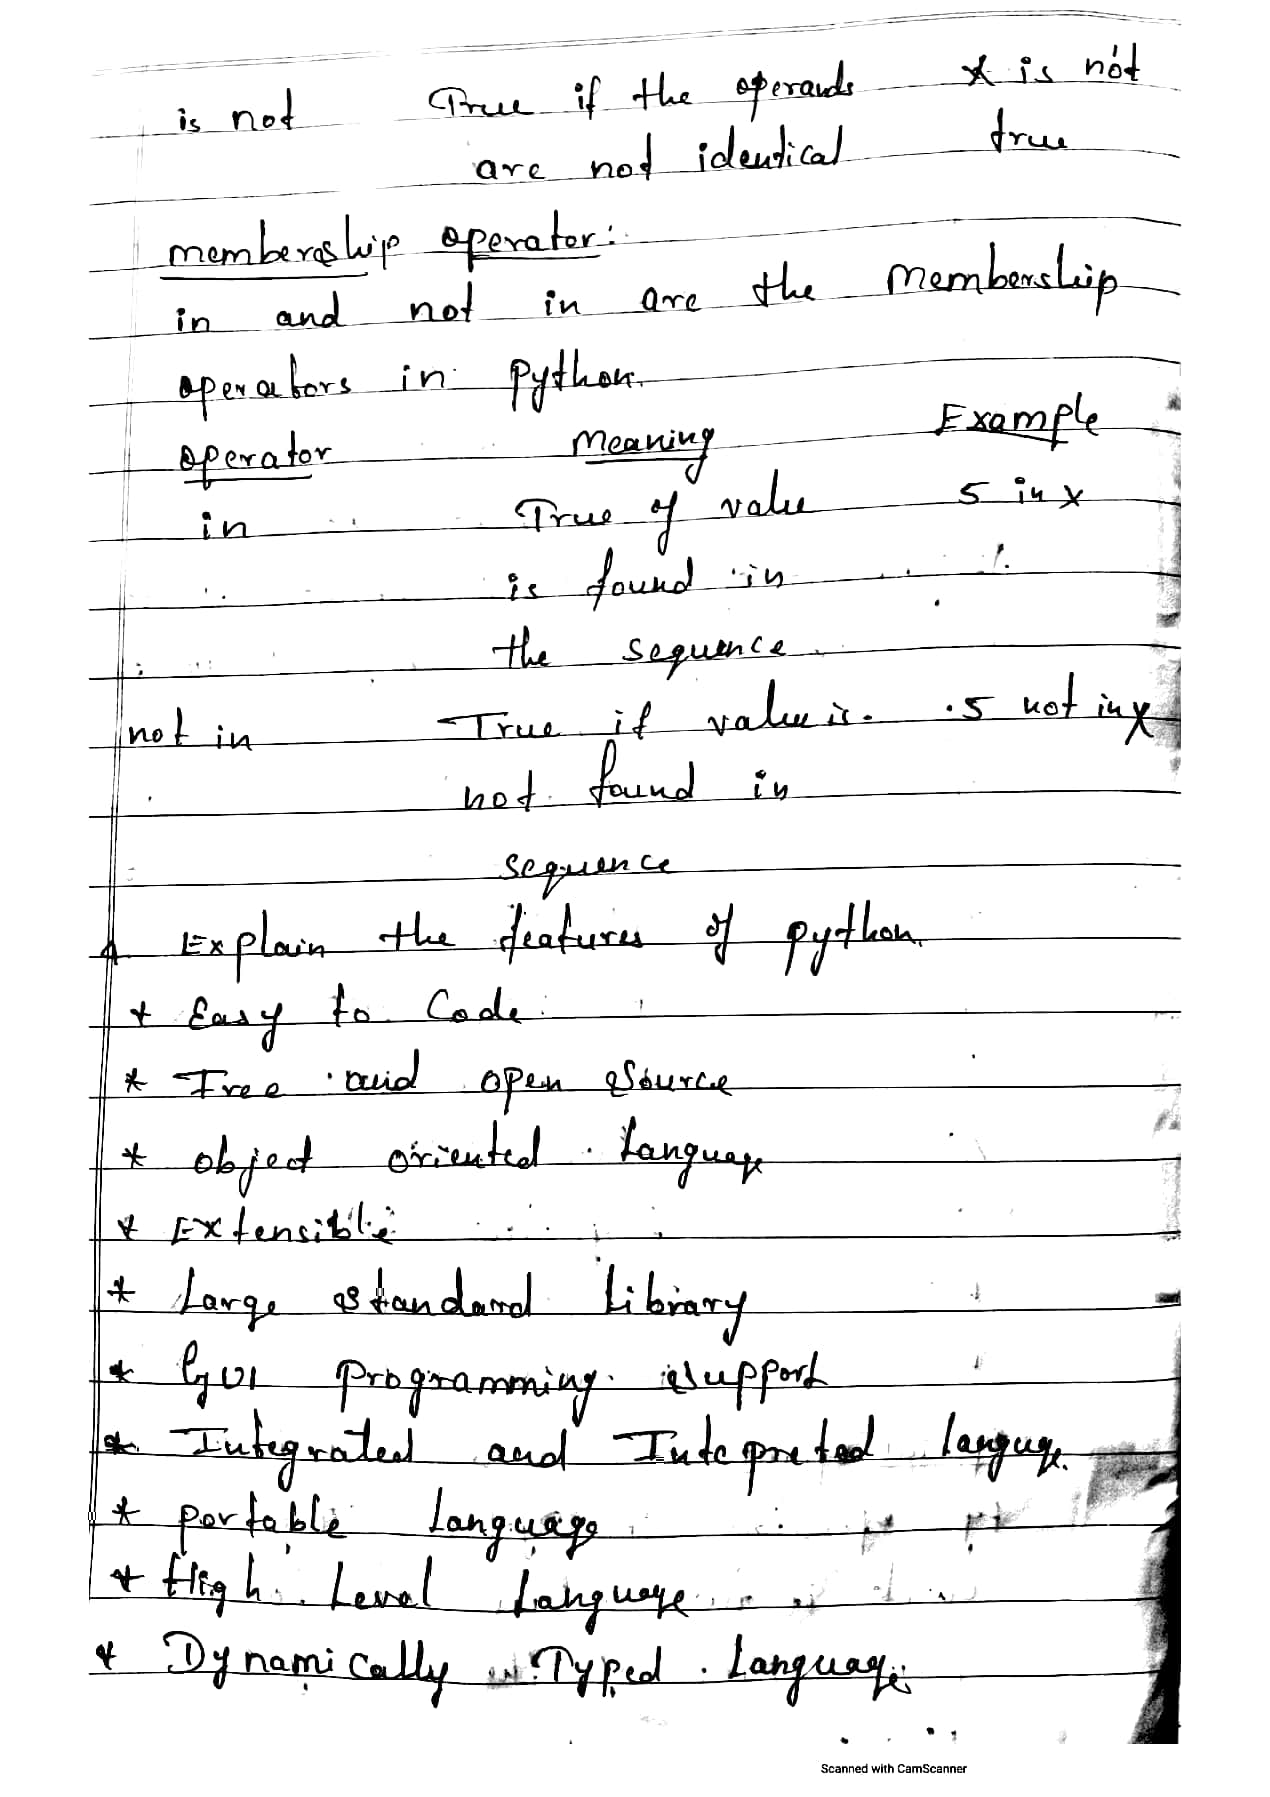 is not True if the operands x is not
are not identical true
membership operator:
in and not in are the membership
operators in python.
operator Meaning Example
in True of value 5 in x
is found in
the sequence
not in True if value is 5 not in x
not found in
sequence
Explain the features of python.
* Easy to Code
* Free and open source
* object oriented language
* Extensible
* Large standard library
* GUI programming support
* Integrated and Intepreted languge.
* portable language
* High Level Language
* Dynamically Typed Language
Scanned with CamScanner